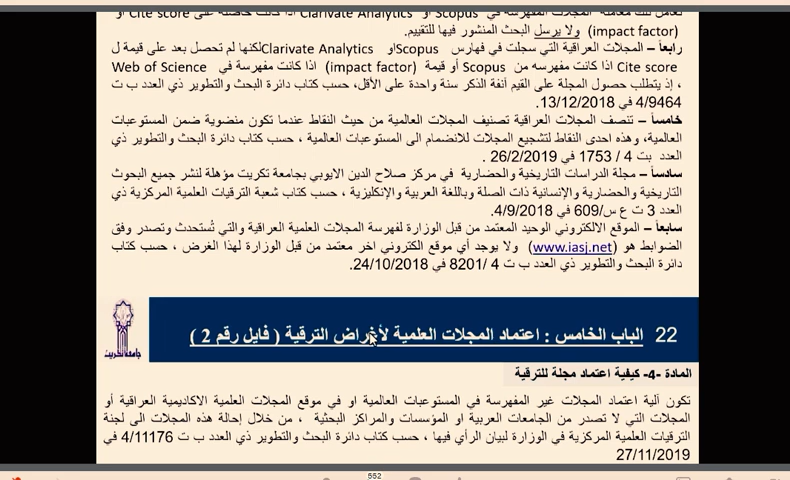 تعامل تلك معاملة المجلات المفهرسة في Scopus أو Clarivate Analytics اذا كانت حاصلة على Cite score أو
(impact factor) ولا يرسل البحث المنشور فيها للتقييم.
رابعاً – المجلات العراقية التي سجلت في فهارس Scopusاو Clarivate Analyticsلكنها لم تحصل بعد على قيمة ل
Cite score اذا كانت مفهرسه من Scopus أو قيمة (impact factor) اذا كانت مفهرسة في Web of Science
، إذ يتطلب حصول المجلة على القيم آنفة الذكر سنة واحدة على الأقل، حسب كتاب دائرة البحث والتطوير ذي العدد ب ت
4/9464 في 13/12/2018.
خامساً – تنصف المجلات العراقية تصنيف المجلات العالمية من حيث النقاط عندما تكون منضوية ضمن المستوعبات
العالمية، وهذه احدى النقاط لتشجيع المجلات للانضمام الى المستوعبات العالمية ، حسب كتاب دائرة البحث والتطوير ذي
العدد بت 4 / 1753 في 26/2/2019 .
سادساً – مجلة الدراسات التاريخية والحضارية في مركز صلاح الدين الايوبي بجامعة تكريت مؤهلة لنشر جميع البحوث
التاريخية والحضارية والإنسانية ذات الصلة وباللغة العربية والإنكليزية ، حسب كتاب شعبة الترقيات العلمية المركزية ذي
العدد 3 ت ع س/609 في 4/9/2018.
سابعاً – الموقع الالكتروني الوحيد المعتمد من قبل الوزارة لفهرسة المجلات العلمية العراقية والتي تُستحدث وتصدر وفق
الضوابط هو (www.iasj.net) ولا يوجد أي موقع الكتروني اخر معتمد من قبل الوزارة لهذا الغرض ، حسب كتاب
دائرة البحث والتطوير ذي العدد ب ت 4/ 8201 في 24/10/2018.
22 الباب الخامس : اعتماد المجلات العلمية لأغراض الترقية ( فايل رقم 2 )
جامعة تكريت
المادة -4- كيفية اعتماد مجلة للترقية
تكون آلية اعتماد المجلات غير المفهرسة في المستوعبات العالمية او في موقع المجلات العلمية الاكاديمية العراقية أو
المجلات التي لا تصدر من الجامعات العربية او المؤسسات والمراكز البحثية ، من خلال إحالة هذه المجلات الى لجنة
الترقيات العلمية المركزية في الوزارة لبيان الرأي فيها ، حسب كتاب دائرة البحث والتطوير ذي العدد ب ت 4/11176 في
27/11/2019
552